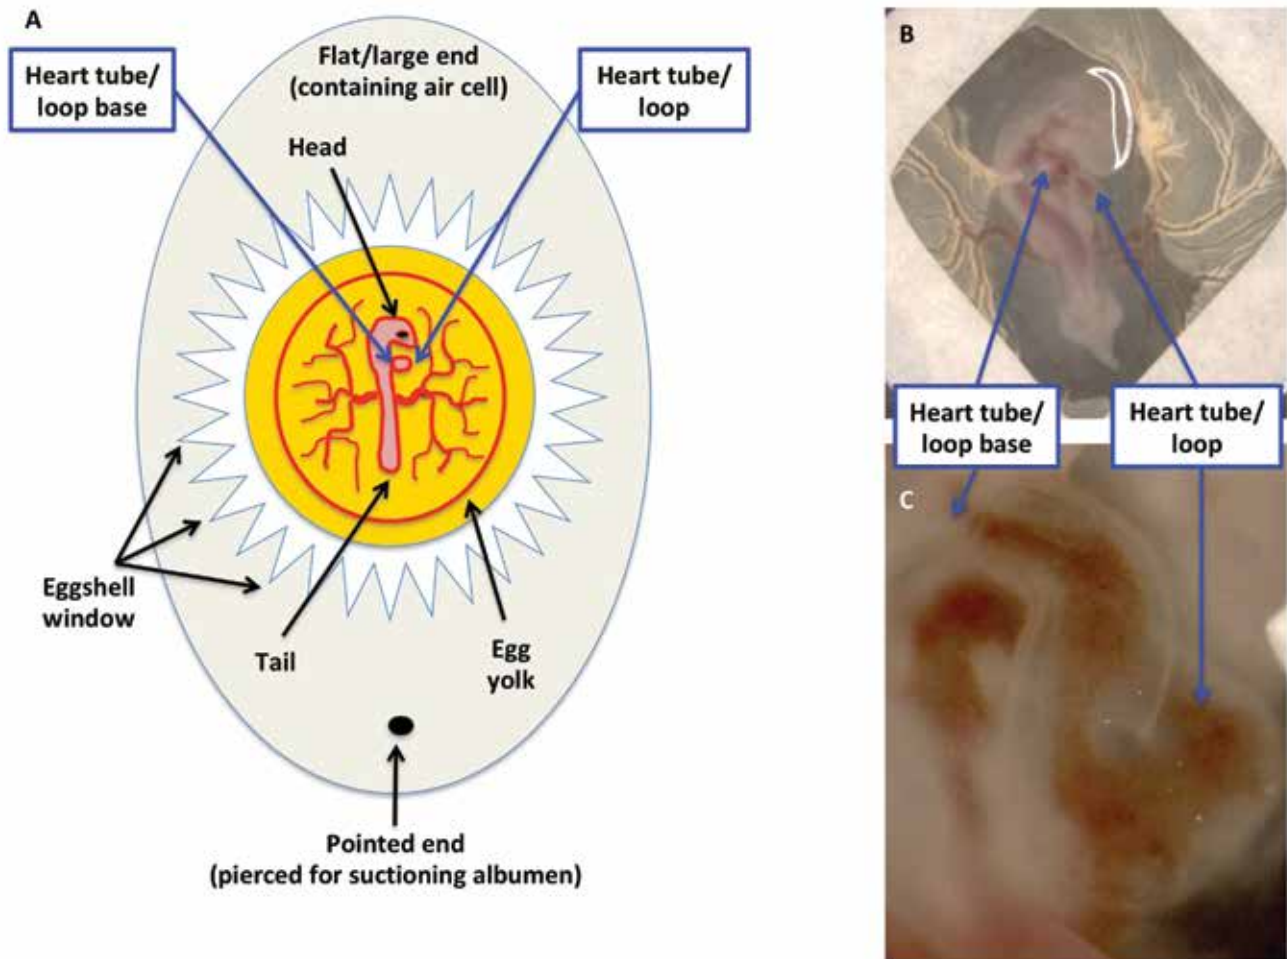 A
Flat/large end
(containing air cell)
Heart tube/
loop base
Heart tube/
loop
Head
Eggshell
window
Tail
Egg
yolk
Pointed end
(pierced for suctioning albumen)
B
Heart tube/
loop base
Heart tube/
loop
C